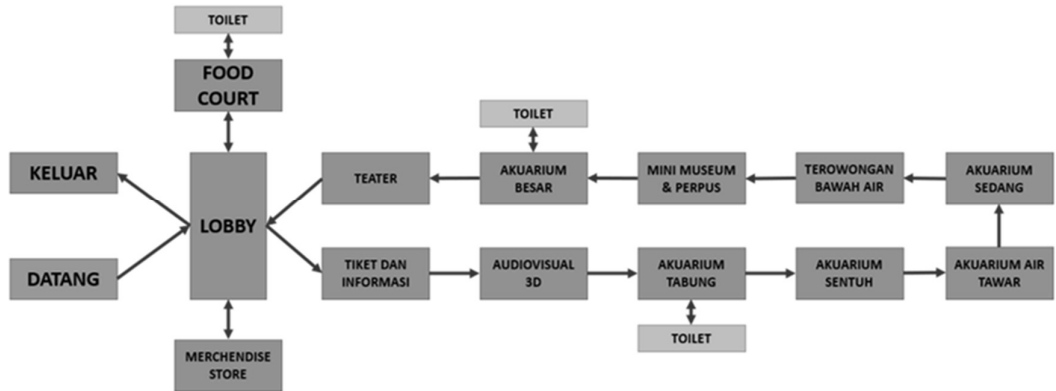 TOILET
FOOD
COURT
TOILET
KELUAR
LOBBY
TEATER
AKUARIUM
BESAR
MINI MUSEUM
& PERPUS
TEROWONGAN
BAWAH AIR
AKUARIUM
SEDANG
DATANG
TIKET DAN
INFORMASI
AUDIOVISUAL
3D
AKUARIUM
TABUNG
AKUARIUM
SENTUH
AKUARIUM AIR
TAWAR
TOILET
MERCHENDISE
STORE